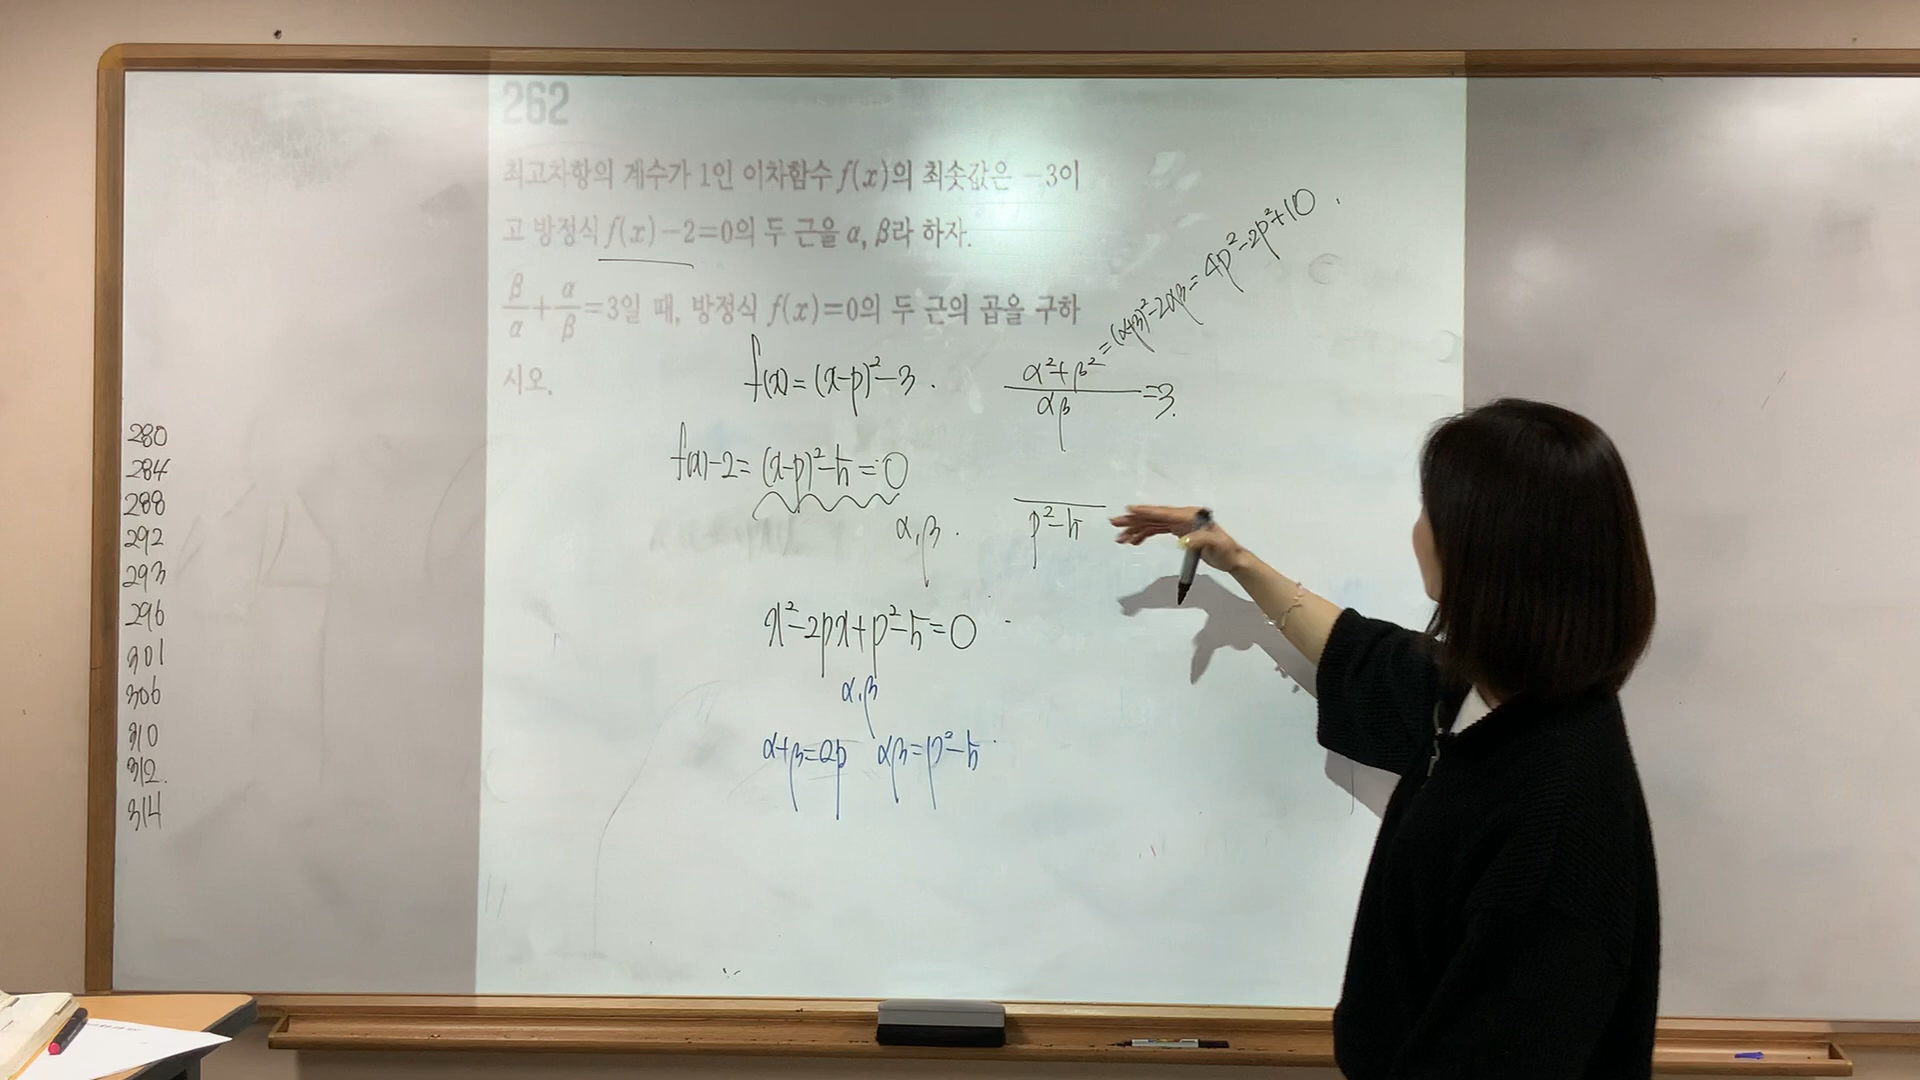 262
최고차항의 계수가 1인 이차함수 f(x)의 최솟값은 -3이
고 방정식 f(x)-2=0의 두 근을 α, β라 하자.
β/α + α/β =3일 때, 방정식 f(x)=0의 두 근의 곱을 구하
시오.
f(x)=(x-p)²-3.
(α²+β²)/αβ =3.
=(α+β)²-2αβ=4p²-2p²+10.
f(x)-2=(x-p)²-5=0
α,β.
p²-5
x²-2px+p²-5=0
α,β
α+β=2p αβ=p²-5
280
284
288
292
293
296
301
306
310
312.
314